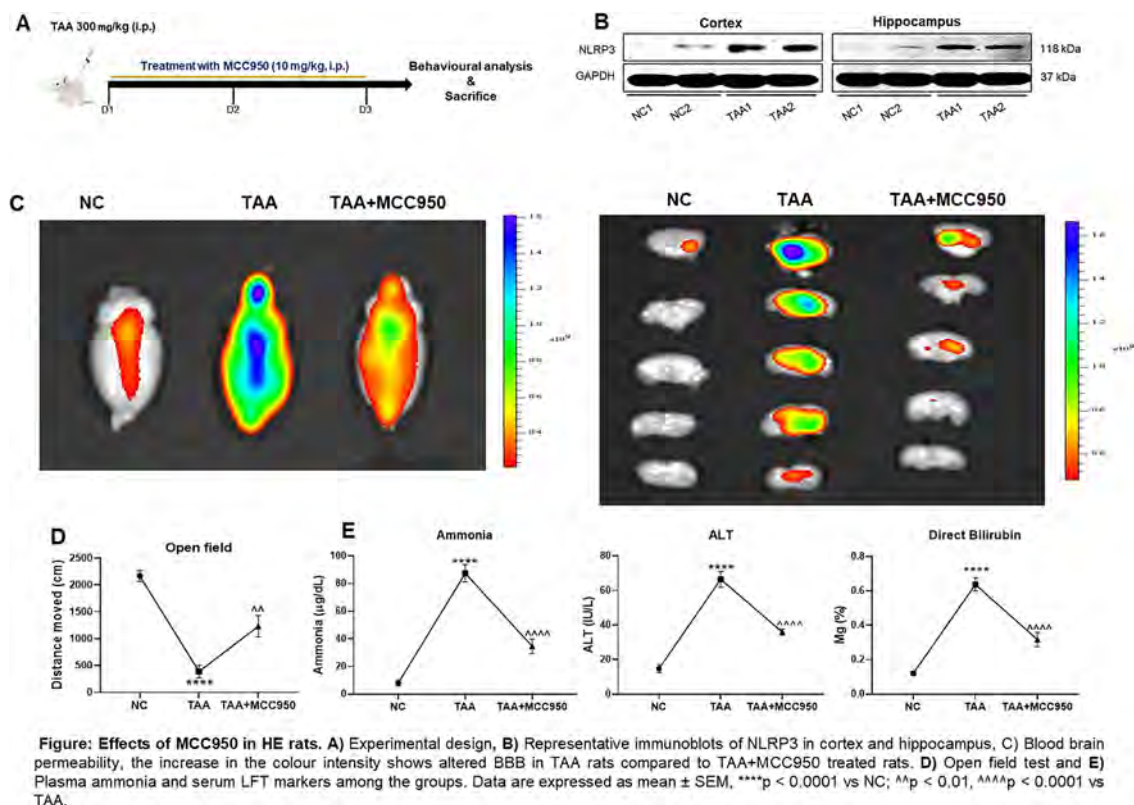 A
TAA 300 mg/kg (i.p.)
Treatment with MCC950 (10 mg/kg, i.p.)
D1
D2
D3
Behavioural analysis
&
Sacrifice
B
Cortex
Hippocampus
NLRP3
118 kDa
GAPDH
37 kDa
NC1
NC2
TAA1
TAA2
NC1
NC2
TAA1
TAA2
C
NC
TAA
TAA+MCC950
NC
TAA
TAA+MCC950
D
Open field
Distance moved (cm)
2500
2000
1500
1000
500
0
****
^^
NC
TAA
TAA+MCC950
E
Ammonia
Ammonia (µg/dL)
100
80
60
40
20
0
****
^^^^
NC
TAA
TAA+MCC950
ALT
ALT (IU/L)
80
60
40
20
0
****
^^^^
NC
TAA
TAA+MCC950
Direct Bilirubin
Mg (%)
0.8
0.6
0.4
0.2
0.0
****
^^^^
NC
TAA
TAA+MCC950
Figure: Effects of MCC950 in HE rats. A) Experimental design, B) Representative immunoblots of NLRP3 in cortex and hippocampus, C) Blood brain
permeability, the increase in the colour intensity shows altered BBB in TAA rats compared to TAA+MCC950 treated rats. D) Open field test and E)
Plasma ammonia and serum LFT markers among the groups. Data are expressed as mean ± SEM, ****p < 0.0001 vs NC; ^^p < 0.01, ^^^^p < 0.0001 vs
TAA.